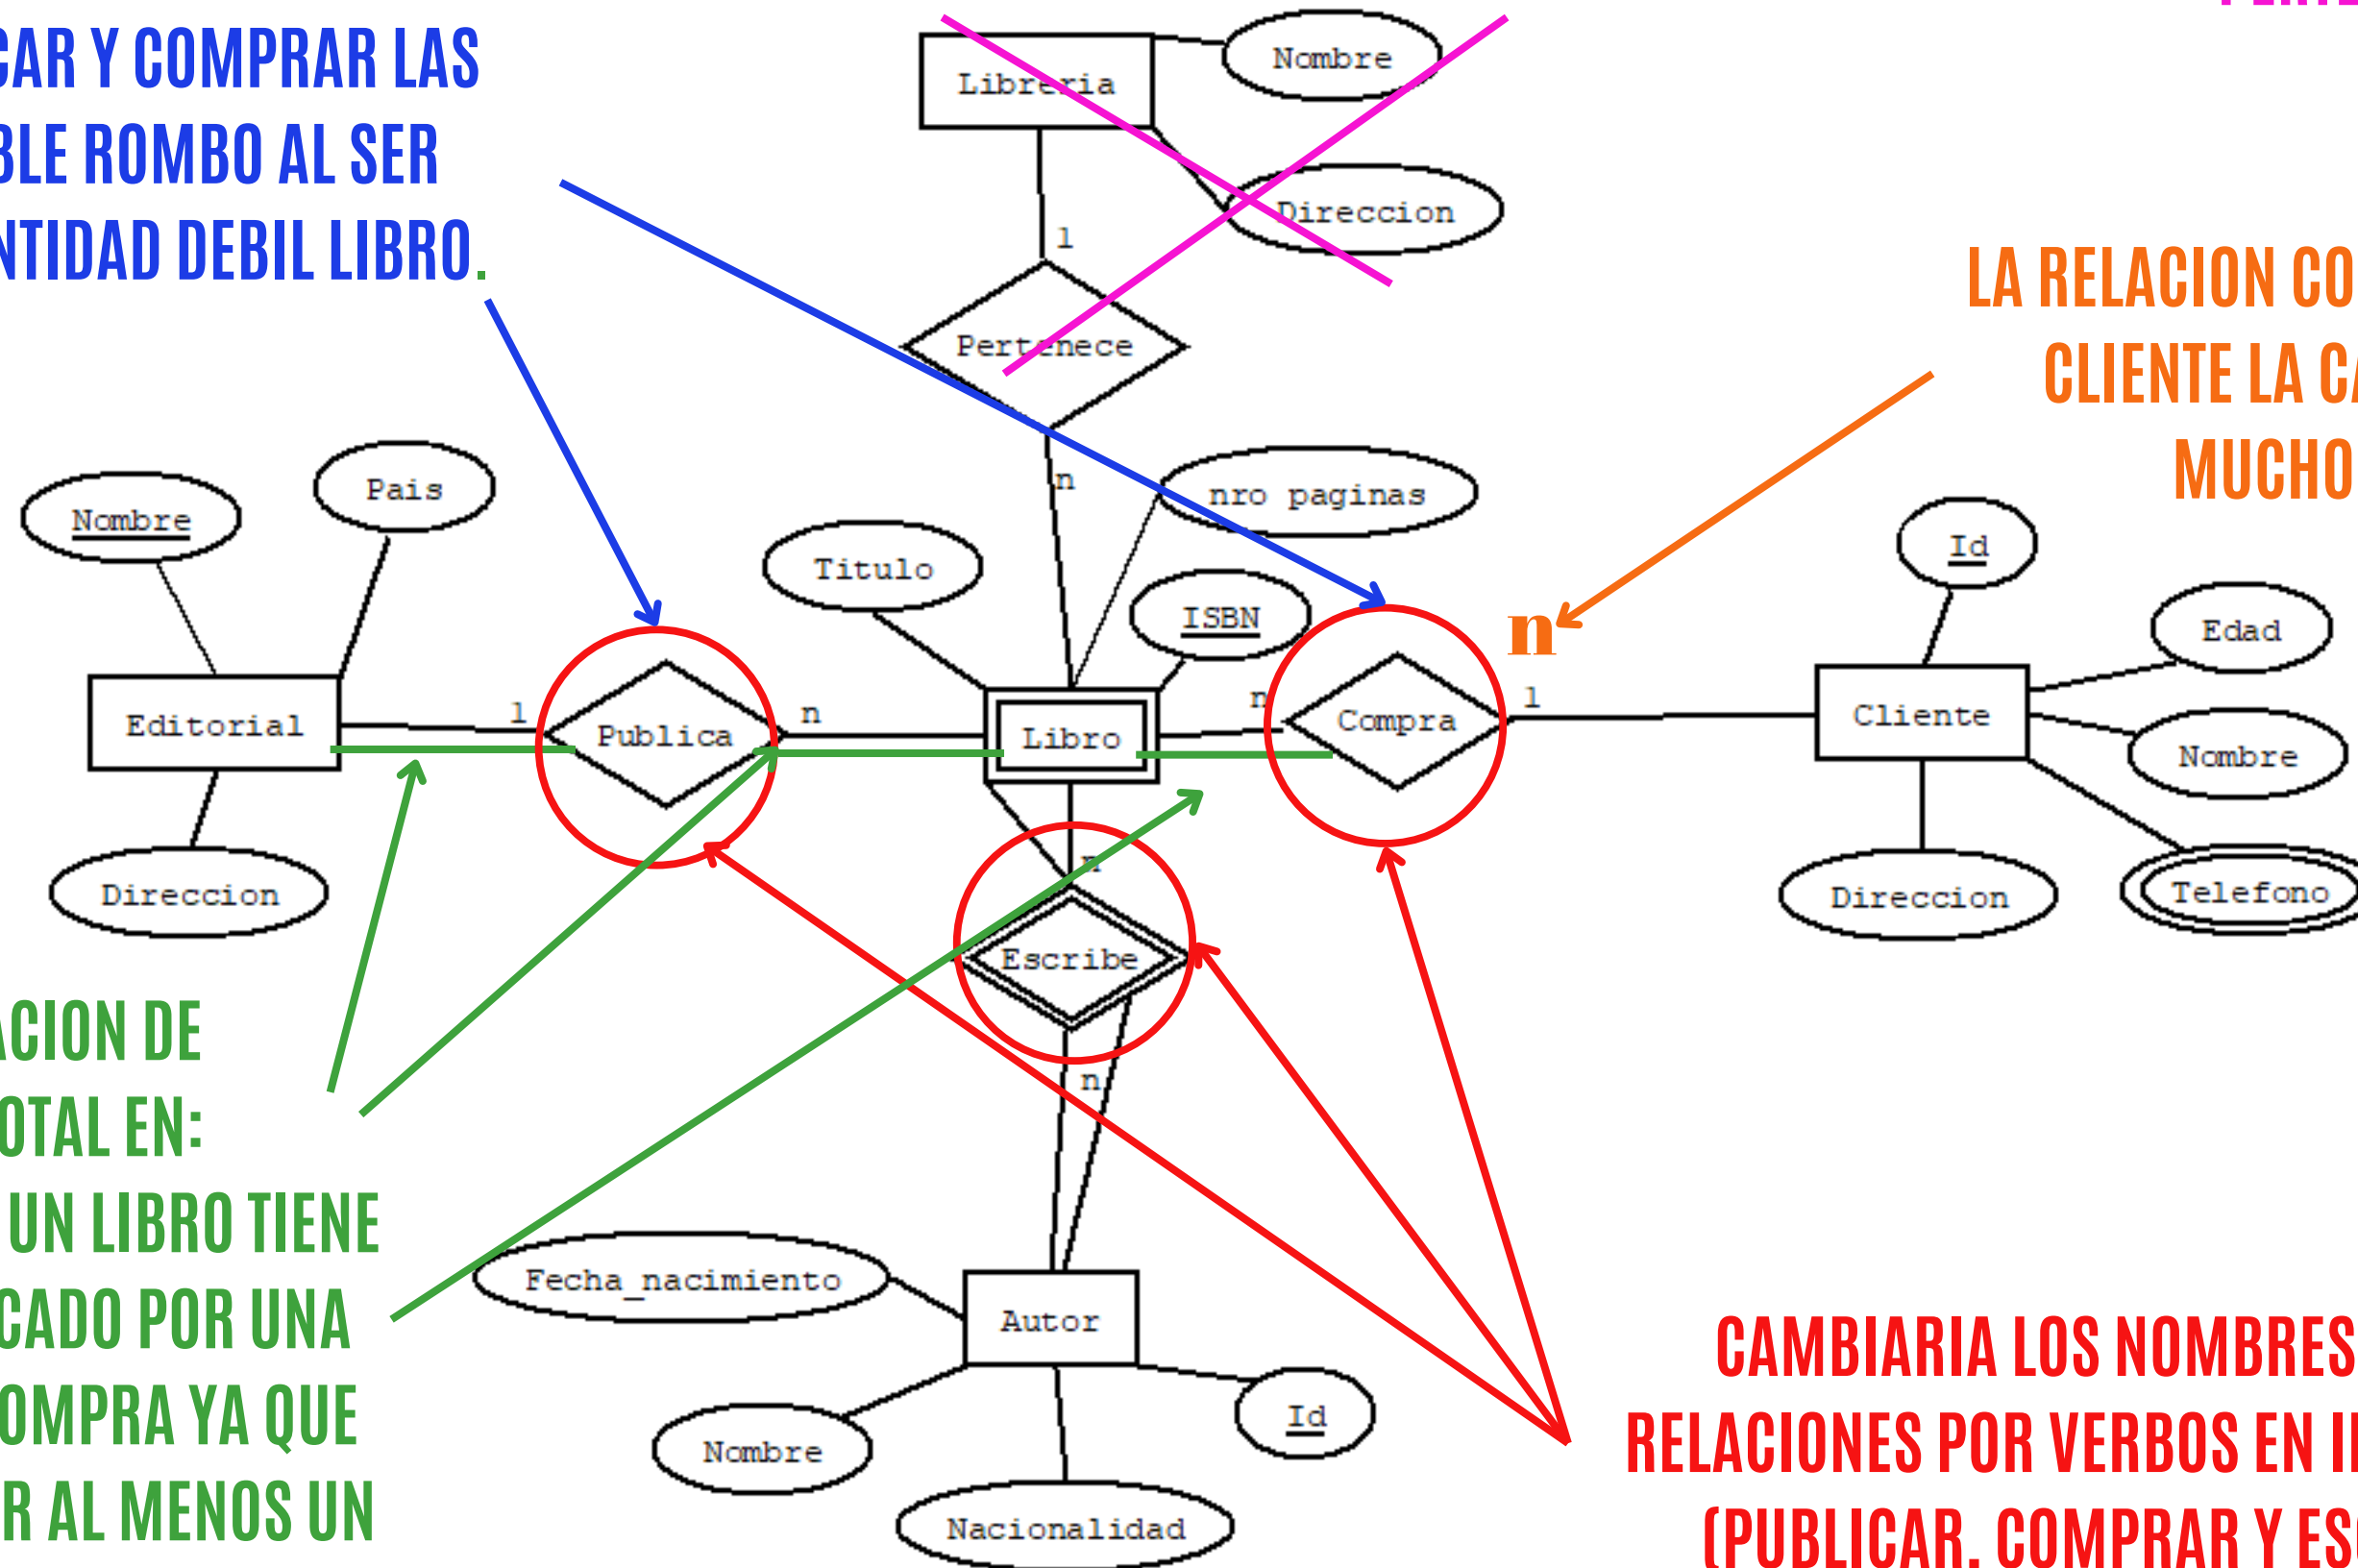 CAR Y COMPRAR LAS
BLE ROMBO AL SER
NTIDAD DEBIL LIBRO.
Libreria
Nombre
Direccion
1
Pertenece
n
LA RELACION CO
CLIENTE LA CA
MUCHO
Nombre
Pais
Titulo
nro paginas
ISBN
Id
Edad
Editorial
1
Publica
n
Libro
n
Compra
n
1
Cliente
Nombre
Direccion
n
Direccion
Telefono
Escribe
n
ACION DE
OTAL EN:
UN LIBRO TIENE
CADO POR UNA
OMPRA YA QUE
R AL MENOS UN
Fecha_nacimiento
Autor
Nombre
Id
Nacionalidad
CAMBIARIA LOS NOMBRES
RELACIONES POR VERBOS EN I
(PUBLICAR, COMPRAR Y ES